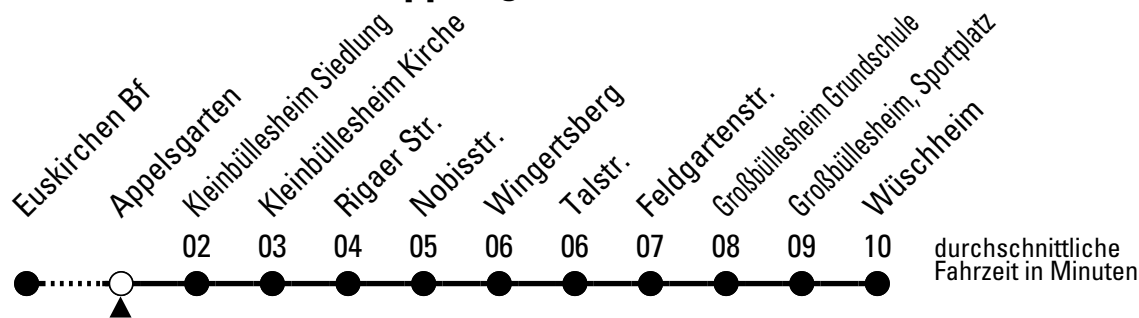 Euskirchen Bf
Appelsgarten
Kleinbüllesheim Siedlung
Kleinbüllesheim Kirche
Rigaer Str.
Nobisstr.
Wingertsberg
Talstr.
Feldgartenstr.
Großbüllesheim Grundschule
Großbüllesheim, Sportplatz
Wüschheim
02 03 04 05 06 06 07 08 09 10
durchschnittliche
Fahrzeit in Minuten